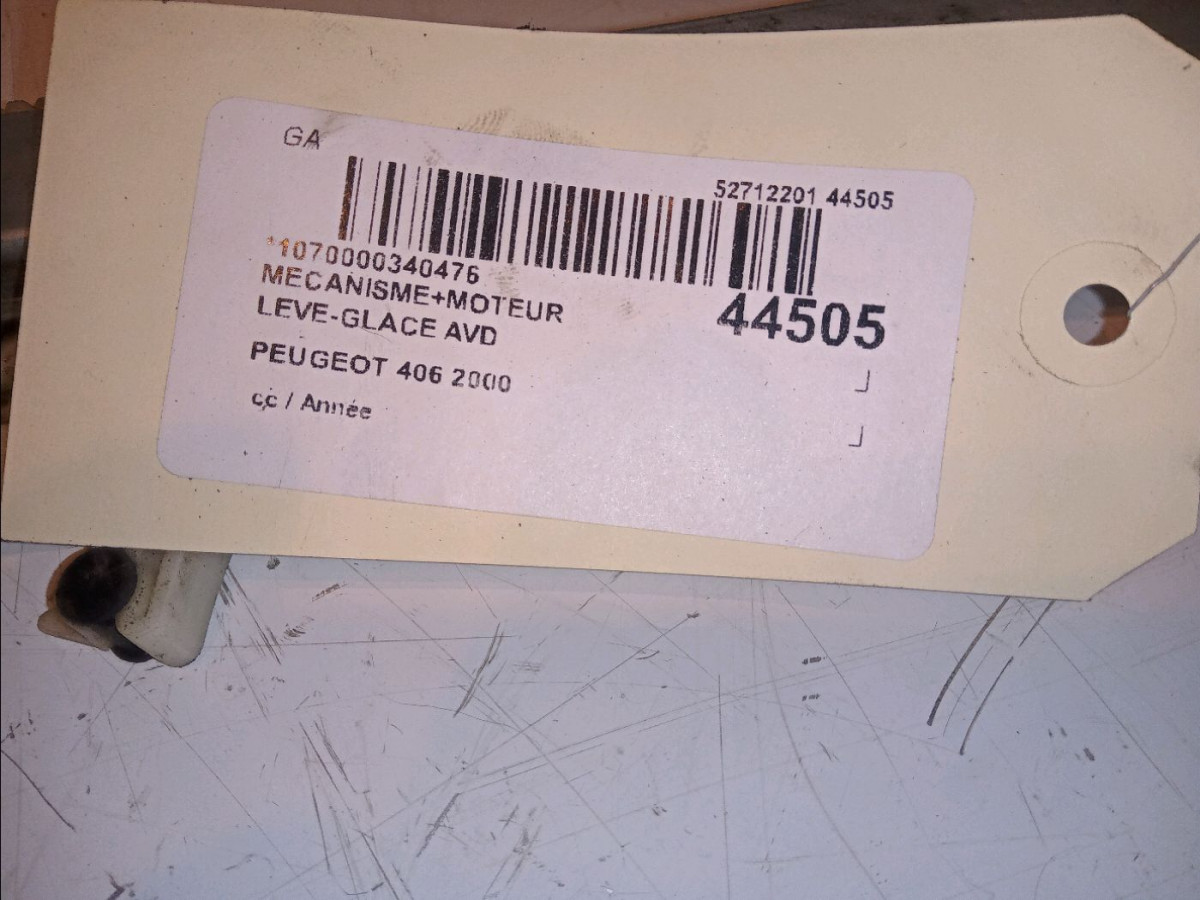 GA
52712201 44505
*1070000340476
MECANISME+MOTEUR
LEVE-GLACE AVD
44505
PEUGEOT 406 2000
cc / Année